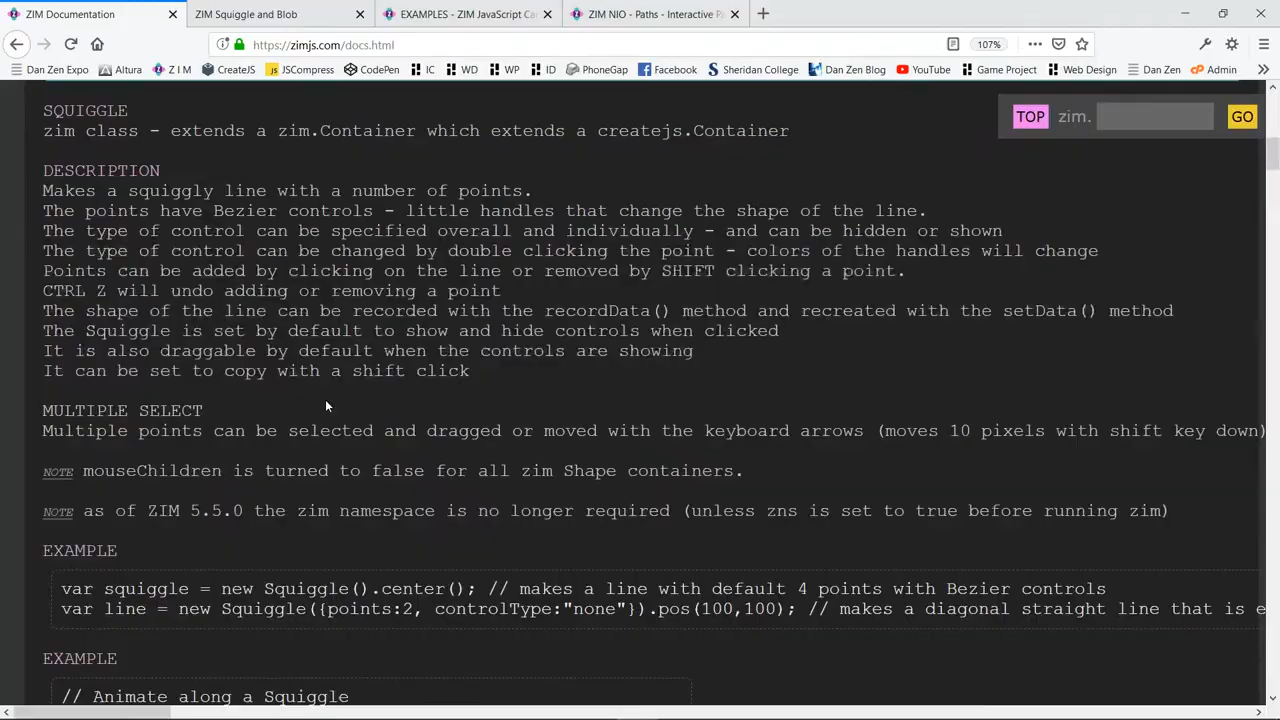 ZIM Documentation
ZIM Squiggle and Blob
EXAMPLES - ZIM JavaScript Ca
ZIM NIO - Paths - Interactive P
https://zimjs.com/docs.html
107%
Dan Zen Expo
Altura
Z I M
CreateJS
JSCompress
CodePen
IC
WD
WP
ID
PhoneGap
Facebook
Sheridan College
Dan Zen Blog
YouTube
Game Project
Web Design
Dan Zen
Admin
SQUIGGLE
zim class - extends a zim.Container which extends a createjs.Container
TOP zim. GO
DESCRIPTION
Makes a squiggly line with a number of points.
The points have Bezier controls - little handles that change the shape of the line.
The type of control can be specified overall and individually - and can be hidden or shown
The type of control can be changed by double clicking the point - colors of the handles will change
Points can be added by clicking on the line or removed by SHIFT clicking a point.
CTRL Z will undo adding or removing a point
The shape of the line can be recorded with the recordData() method and recreated with the setData() method
The Squiggle is set by default to show and hide controls when clicked
It is also draggable by default when the controls are showing
It can be set to copy with a shift click
MULTIPLE SELECT
Multiple points can be selected and dragged or moved with the keyboard arrows (moves 10 pixels with shift key down)
NOTE mouseChildren is turned to false for all zim Shape containers.
NOTE as of ZIM 5.5.0 the zim namespace is no longer required (unless zns is set to true before running zim)
EXAMPLE
var squiggle = new Squiggle().center(); // makes a line with default 4 points with Bezier controls
var line = new Squiggle({points:2, controlType:"none"}).pos(100,100); // makes a diagonal straight line that is e
EXAMPLE
// Animate along a Squiggle